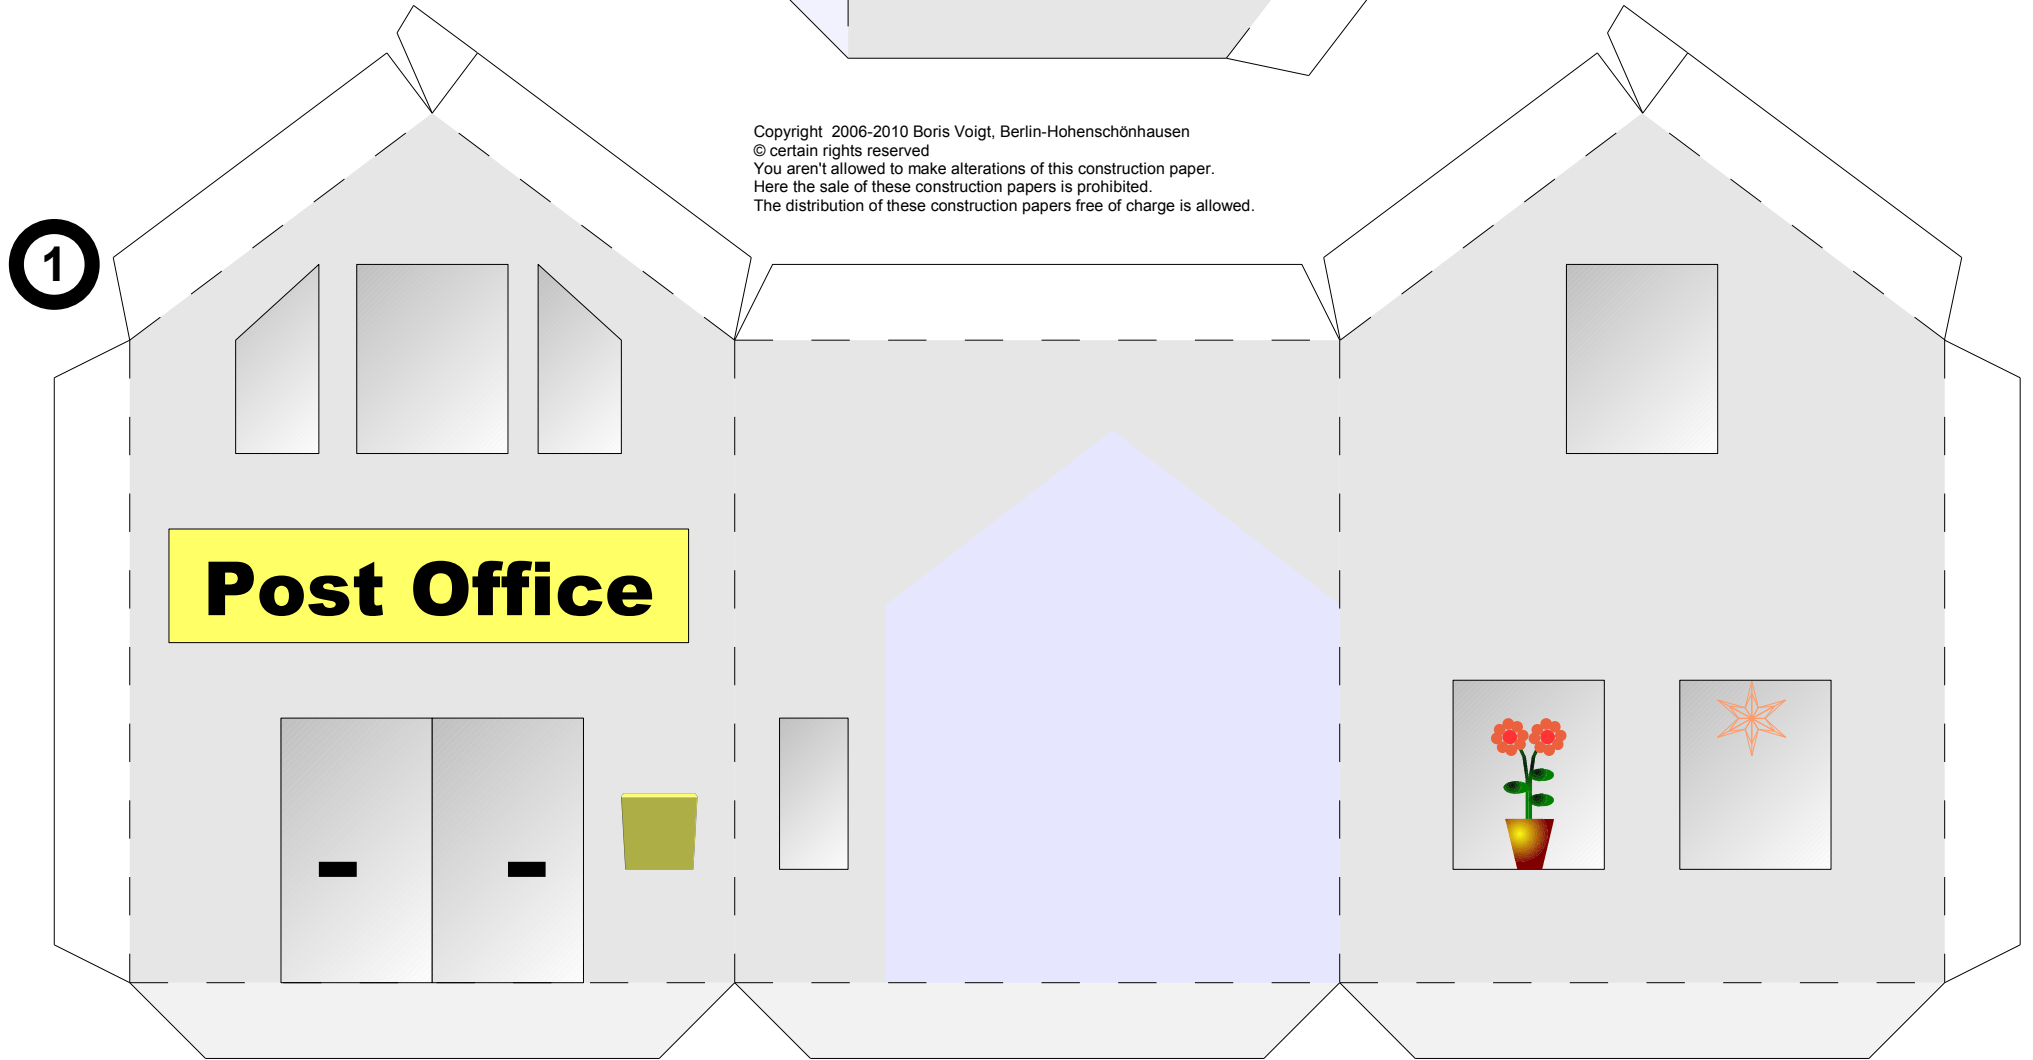 Copyright  2006-2010 Boris Voigt, Berlin-Hohenschönhausen
© certain rights reserved
You aren't allowed to make alterations of this construction paper.
Here the sale of these construction papers is prohibited.
The distribution of these construction papers free of charge is allowed.
1
Post Office